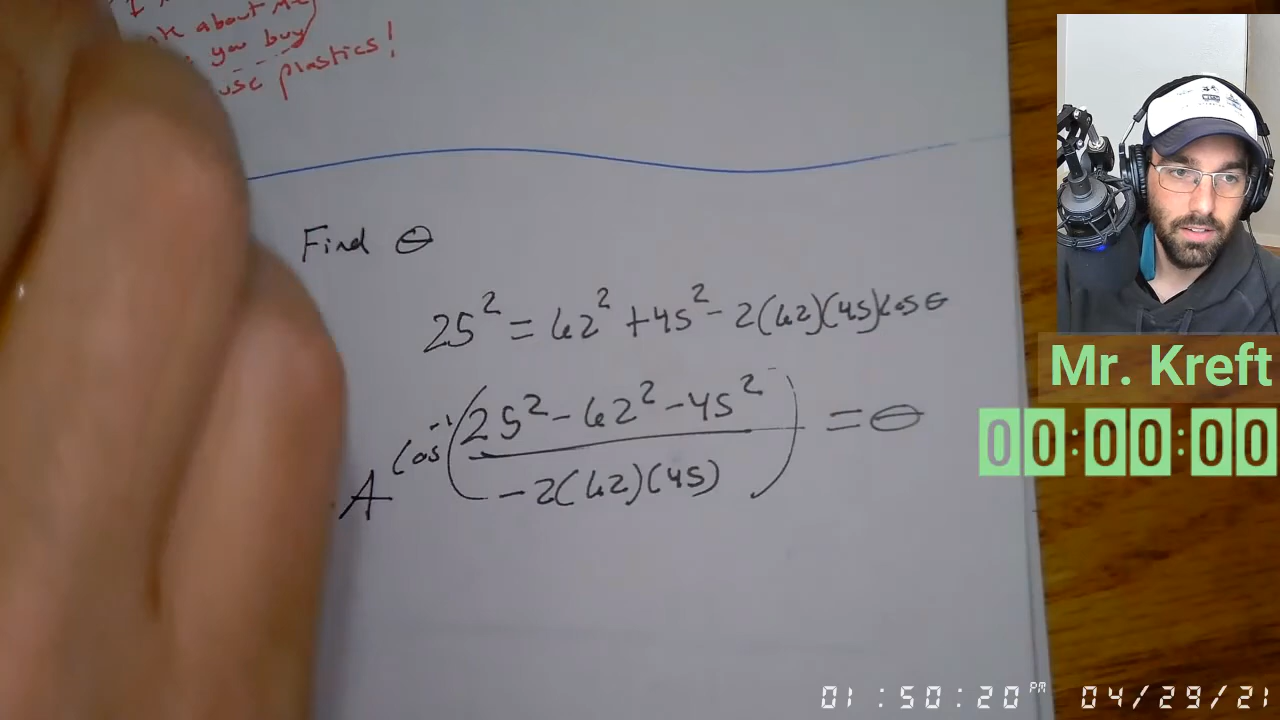 about me
you buy
use plastics!
Find θ
25² = 62² + 45² - 2(62)(45)cos θ
cos⁻¹(25² - 62² - 45² / -2(62)(45)) = θ
A
Mr. Kreft
00:00:00
01:50:20 PM 04/29/21